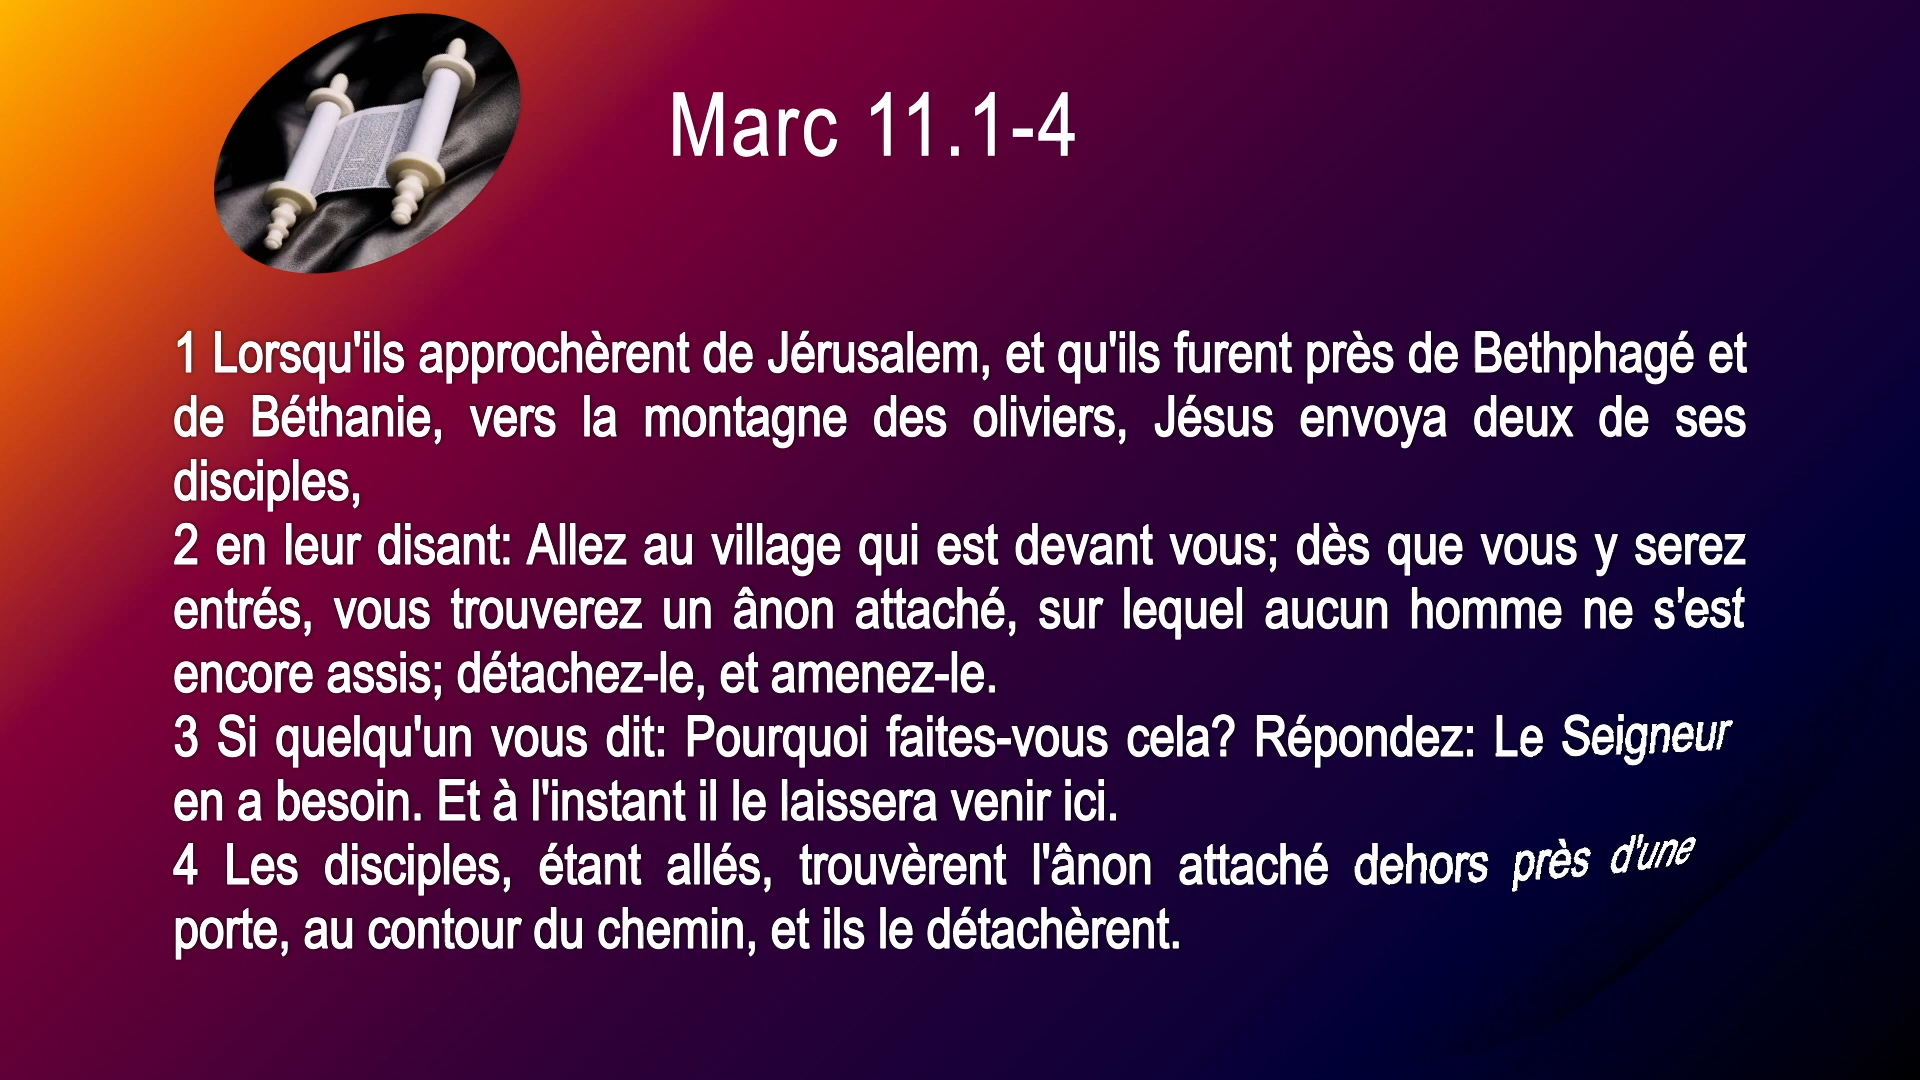 Marc 11.1-4
1 Lorsqu'ils approchèrent de Jérusalem, et qu'ils furent près de Bethphagé et
de Béthanie, vers la montagne des oliviers, Jésus envoya deux de ses
disciples,
2 en leur disant: Allez au village qui est devant vous; dès que vous y serez
entrés, vous trouverez un ânon attaché, sur lequel aucun homme ne s'est
encore assis; détachez-le, et amenez-le.
3 Si quelqu'un vous dit: Pourquoi faites-vous cela? Répondez: Le Seigneur
en a besoin. Et à l'instant il le laissera venir ici.
4 Les disciples, étant allés, trouvèrent l'ânon attaché dehors près d'une
porte, au contour du chemin, et ils le détachèrent.